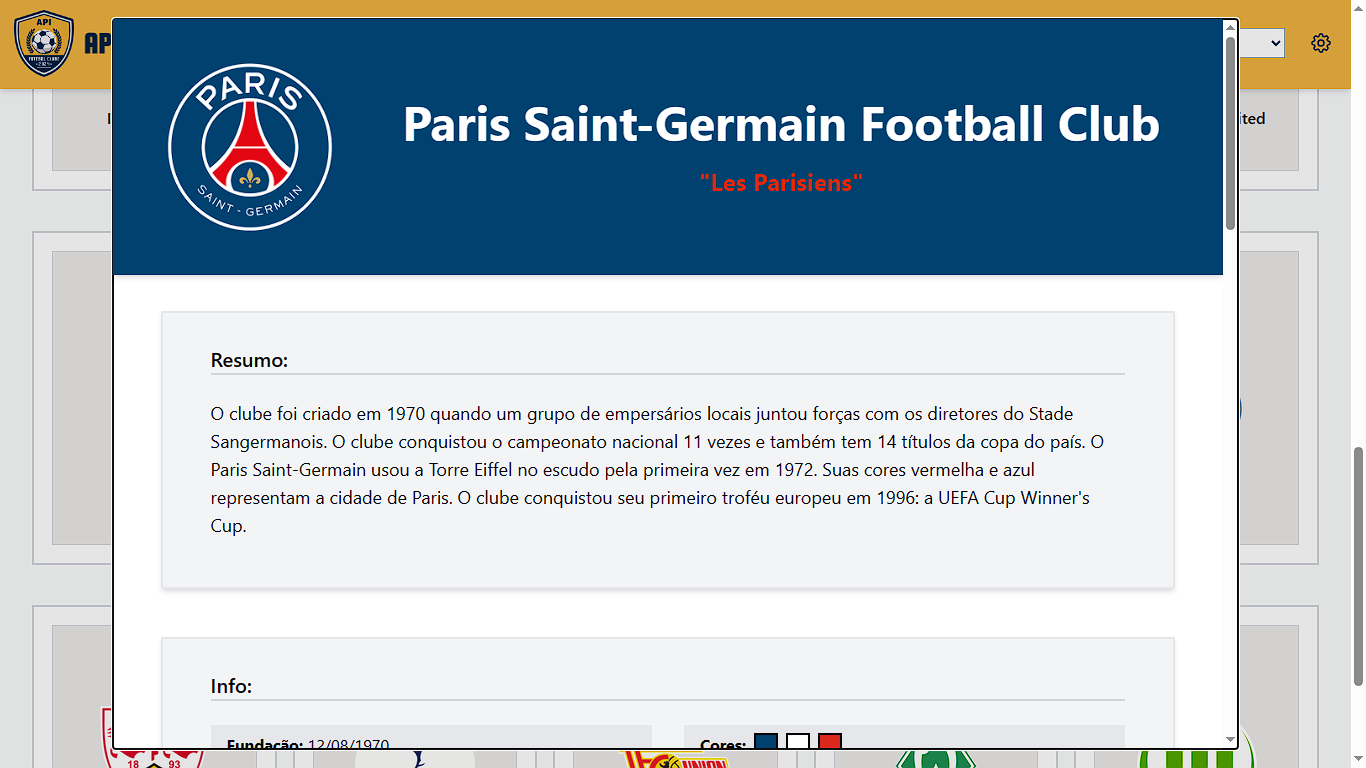 API
FUTEBOL CLUBE
AP
PARIS
SAINT - GERMAIN
Paris Saint-Germain Football Club
"Les Parisiens"
ited
Resumo:
O clube foi criado em 1970 quando um grupo de empersários locais juntou forças com os diretores do Stade
Sangermanois. O clube conquistou o campeonato nacional 11 vezes e também tem 14 títulos da copa do país. O
Paris Saint-Germain usou a Torre Eiffel no escudo pela primeira vez em 1972. Suas cores vermelha e azul
representam a cidade de Paris. O clube conquistou seu primeiro troféu europeu em 1996: a UEFA Cup Winner's
Cup.
Info:
Fundação: 12/08/1970
Cores:
18 93
UNION